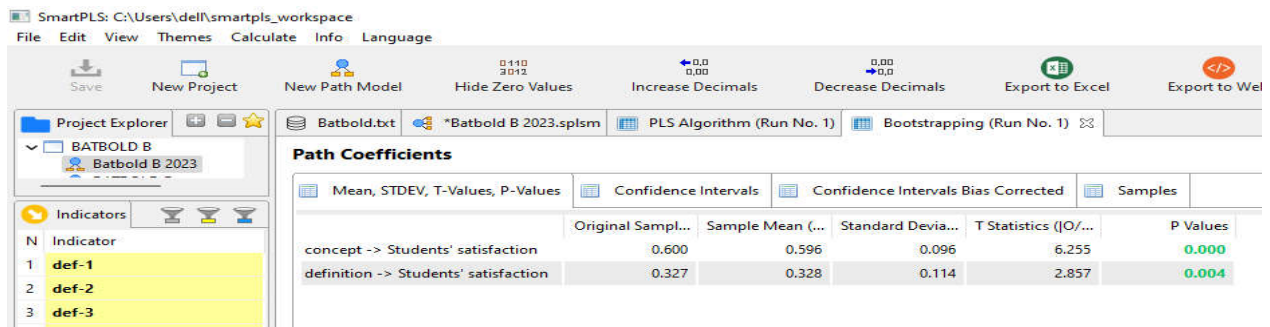 SmartPLS: C:\Users\dell\smartpls_workspace
File Edit View Themes Calculate Info Language
Save New Project New Path Model Hide Zero Values Increase Decimals Decrease Decimals Export to Excel Export to Wel
Project Explorer Batbold.txt *Batbold B 2023.splsm PLS Algorithm (Run No. 1) Bootstrapping (Run No. 1)
BATBOLD B
Batbold B 2023
Path Coefficients
Mean, STDEV, T-Values, P-Values Confidence Intervals Confidence Intervals Bias Corrected Samples
Indicators
Original Sampl... Sample Mean (... Standard Devia... T Statistics (|O/... P Values
N Indicator
concept -> Students' satisfaction 0.600 0.596 0.096 6.255 0.000
1 def-1
definition -> Students' satisfaction 0.327 0.328 0.114 2.857 0.004
2 def-2
3 def-3